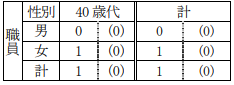 職員 性別 40歳代 計
男 0 (0) 0 (0)
女 1 (0) 1 (0)
計 1 (0) 1 (0)